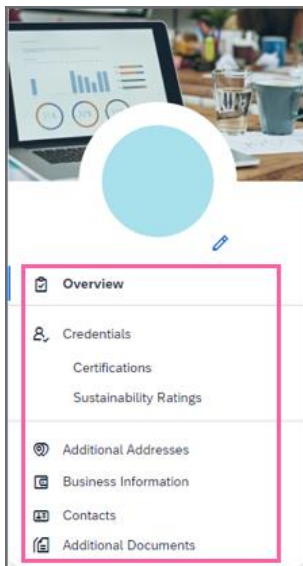 Overview
Credentials
Certifications
Sustainability Ratings
Additional Addresses
Business Information
Contacts
Additional Documents